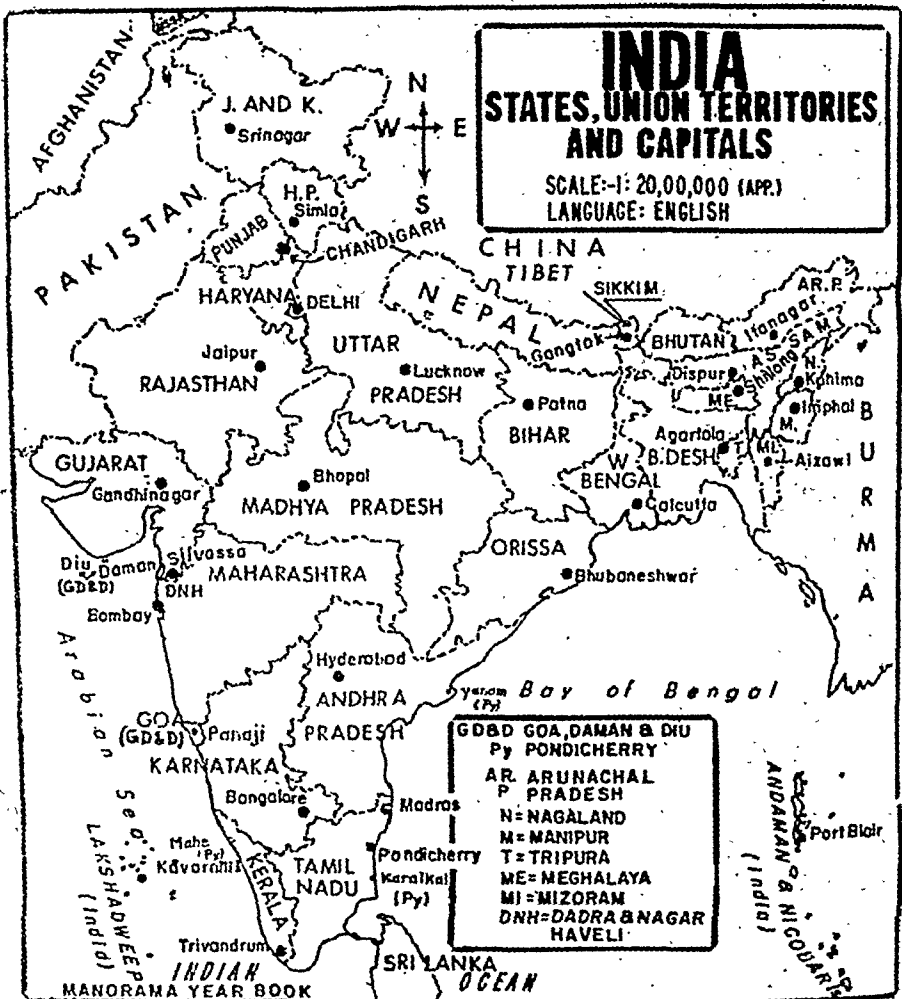 INDIA
STATES, UNION TERRITORIES
AND CAPITALS
SCALE:-1: 20,00,000 (APP.)
LANGUAGE: ENGLISH
AFGHANISTAN
J. AND K.
Srinagar
N
W E
S
PAKISTAN
H.P.
Simla
PUNJAB
CHANDIGARH
CHINA
TIBET
HARYANA
DELHI
NEPAL
SIKKIM
Gangtok
BHUTAN
AR.P.
Itanagar
ASSAM
Dispur
Shilong
ME
N.
Kohima
Imphal
M.
Jaipur
RAJASTHAN
UTTAR
PRADESH
Lucknow
Patna
BIHAR
Agartala
B.DESH
T
MI
Aizawl
BURMA
GUJARAT
Gandhinagar
Bhopal
MADHYA PRADESH
W.
BENGAL
Calcutta
ORISSA
Bhubaneshwar
Diu
(GD&D)
Daman
Silvassa
DNH
MAHARASHTRA
Bombay
Arabian Sea
Hyderabad
ANDHRA
PRADESH
Yanam
(Py)
Bay of Bengal
GOA
(GD&D)
Panaji
KARNATAKA
Bangalore
Madras
Mahe
(Py)
LAKSHADWEEP
(India)
KERALA
TAMIL
NADU
Pondicherry
Karaikal
(Py)
Trivandrum
SRI LANKA
INDIAN OCEAN
GD&D GOA, DAMAN & DIU
Py PONDICHERRY
AR. ARUNACHAL
P PRADESH
N=NAGALAND
M=MANIPUR
T=TRIPURA
ME=MEGHALAYA
MI=MIZORAM
DNH=DADRA & NAGAR
HAVELI
ANDAMAN & NICOBARIS
(India)
Port Blair
MANORAMA YEAR BOOK